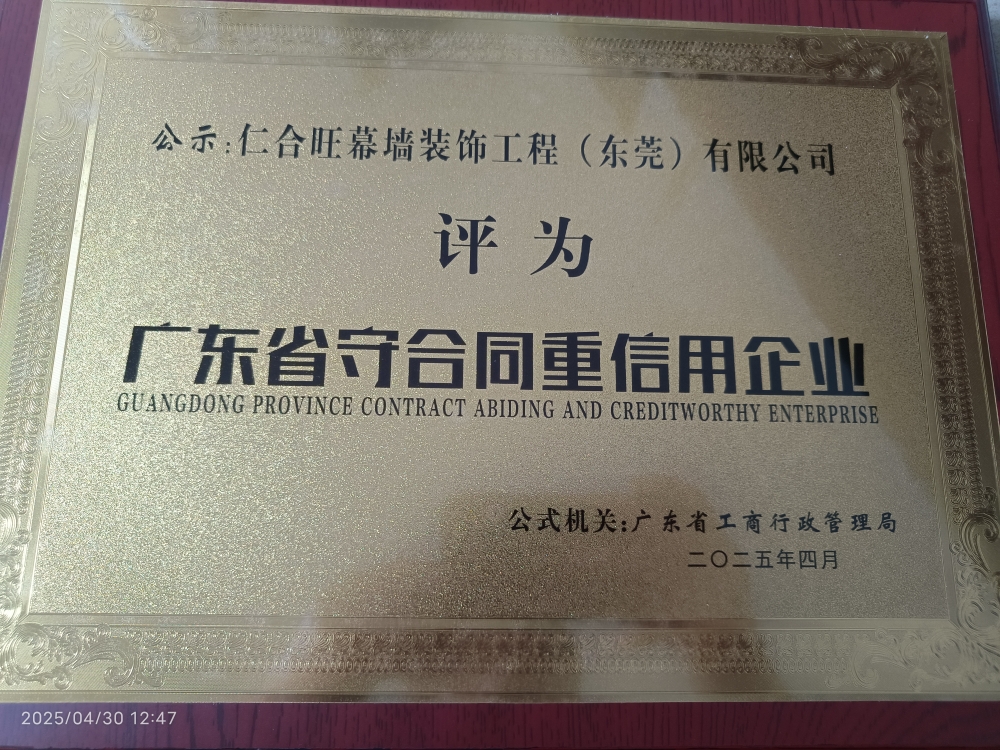 公示:仁合旺幕墙装饰工程（东莞）有限公司
评为
广东省守合同重信用企业
GUANGDONG PROVINCE CONTRACT ABIDING AND CREDITWORTHY ENTERPRISE
公式机关:广东省工商行政管理局
二〇二五年四月
2025/04/30 12:47